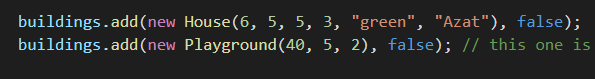 buildings.add(new House(6, 5, 5, 3, "green", "Azat"), false);
buildings.add(new Playground(40, 5, 2), false); // this one is